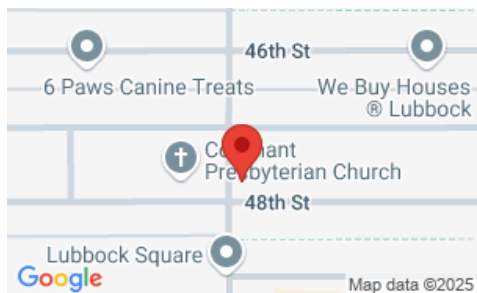 46th St
6 Paws Canine Treats
We Buy Houses
® Lubbock
Presbyterian Church
48th St
Lubbock Square
Google
Map data ©2025